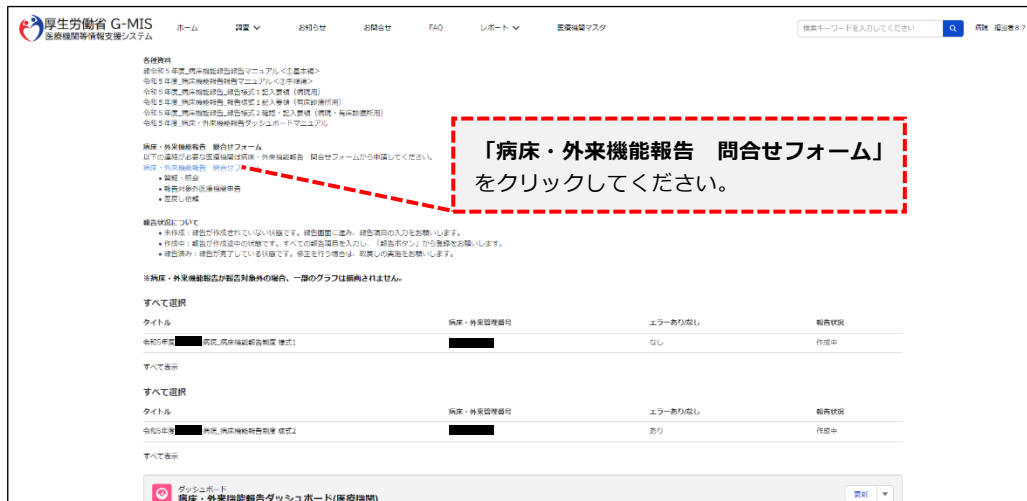 厚生労働省 G-MIS
医療機関等情報支援システム
ホーム 調査 お知らせ お問合せ FAQ レポート 医療機関マスタ 検索キーワードを入力してください 病院 担当者87
各種資料
令和5年度_病床機能報告報告マニュアル<①基本編>
令和5年度_病床機能報告報告マニュアル<②手順編>
令和5年度_病床機能報告_報告様式1記入要領(病院用)
令和5年度_病床機能報告_報告様式1記入要領(有床診療所用)
令和5年度_病床機能報告_報告様式2確認・記入要領(病院・有床診療所用)
令和5年度_病床・外来機能報告ダッシュボードマニュアル
病床・外来機能報告 問合せフォーム
以下の連絡が必要な医療機関は病床・外来機能報告 問合せフォームから申請してください。
病床・外来機能報告 問合せフォーム
• 質疑・照会
• 報告対象外医療機関申告
• 差戻し依頼
「病床・外来機能報告 問合せフォーム」
をクリックしてください。
報告状況について
• 未作成:報告が作成されていない状態です。報告画面に進み、報告項目の入力をお願いします。
• 作成中:報告が作成途中の状態です。すべての報告項目を入力し、「報告ボタン」から登録をお願いします。
• 報告済み:報告が完了している状態です。修正を行う場合は、取戻しの実施をお願いします。
※病床・外来機能報告が報告対象外の場合、一部のグラフは描画されません。
すべて選択
タイトル 病床・外来管理番号 エラーあり/なし 報告状況
令和5年度 病院_病床機能報告制度 様式1 なし 作成中
すべて表示
すべて選択
タイトル 病床・外来管理番号 エラーあり/なし 報告状況
令和5年度 病院_病床機能報告制度 様式2 あり 作成中
すべて表示
ダッシュボード
病床・外来機能報告ダッシュボード(医療機関) 更新